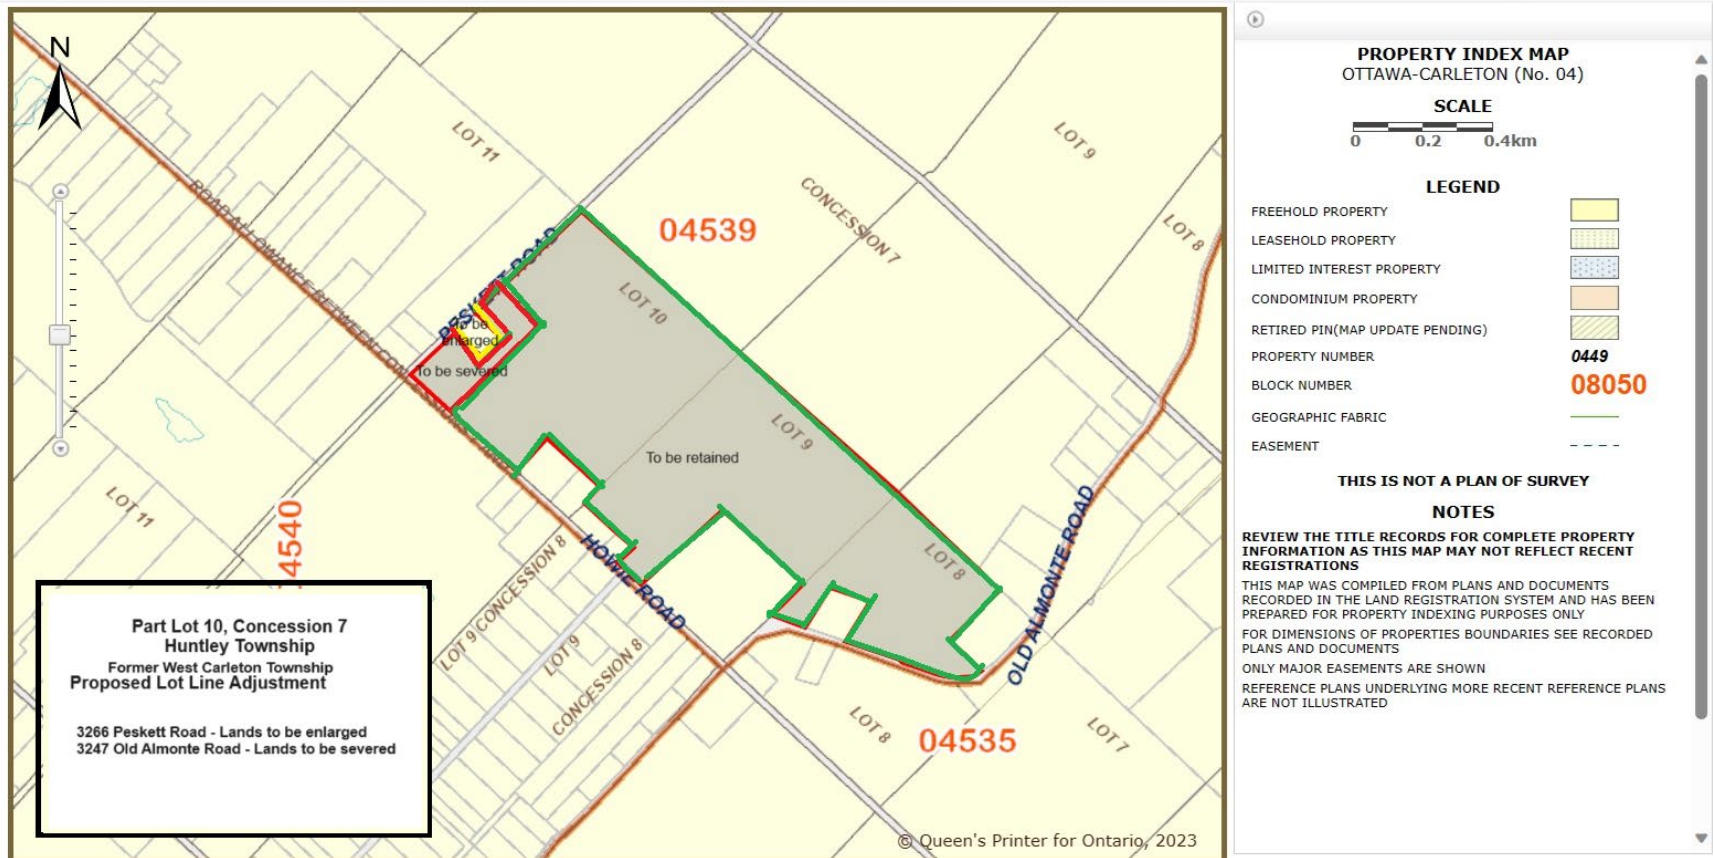 N
LOT 11
LOT 9
CONCESSION 7
LOT 8
ROAD ALLOWANCE BETWEEN CONCESSIONS 7 AND
PESKETT ROAD
04539
LOT 10
To be
enlarged
To be severed
LOT 9
To be retained
LOT 11
4540
HOWIE ROAD
LOT 9 CONCESSION 8
LOT 9
CONCESSION 8
LOT 8
OLD ALMONTE ROAD
LOT 8
04535
LOT 7
Part Lot 10, Concession 7
Huntley Township
Former West Carleton Township
Proposed Lot Line Adjustment
3266 Peskett Road - Lands to be enlarged
3247 Old Almonte Road - Lands to be severed
© Queen's Printer for Ontario, 2023
PROPERTY INDEX MAP
OTTAWA-CARLETON (No. 04)
SCALE
0 0.2 0.4km
LEGEND
FREEHOLD PROPERTY
LEASEHOLD PROPERTY
LIMITED INTEREST PROPERTY
CONDOMINIUM PROPERTY
RETIRED PIN(MAP UPDATE PENDING)
PROPERTY NUMBER 0449
BLOCK NUMBER 08050
GEOGRAPHIC FABRIC
EASEMENT
THIS IS NOT A PLAN OF SURVEY
NOTES
REVIEW THE TITLE RECORDS FOR COMPLETE PROPERTY
INFORMATION AS THIS MAP MAY NOT REFLECT RECENT
REGISTRATIONS
THIS MAP WAS COMPILED FROM PLANS AND DOCUMENTS
RECORDED IN THE LAND REGISTRATION SYSTEM AND HAS BEEN
PREPARED FOR PROPERTY INDEXING PURPOSES ONLY
FOR DIMENSIONS OF PROPERTIES BOUNDARIES SEE RECORDED
PLANS AND DOCUMENTS
ONLY MAJOR EASEMENTS ARE SHOWN
REFERENCE PLANS UNDERLYING MORE RECENT REFERENCE PLANS
ARE NOT ILLUSTRATED